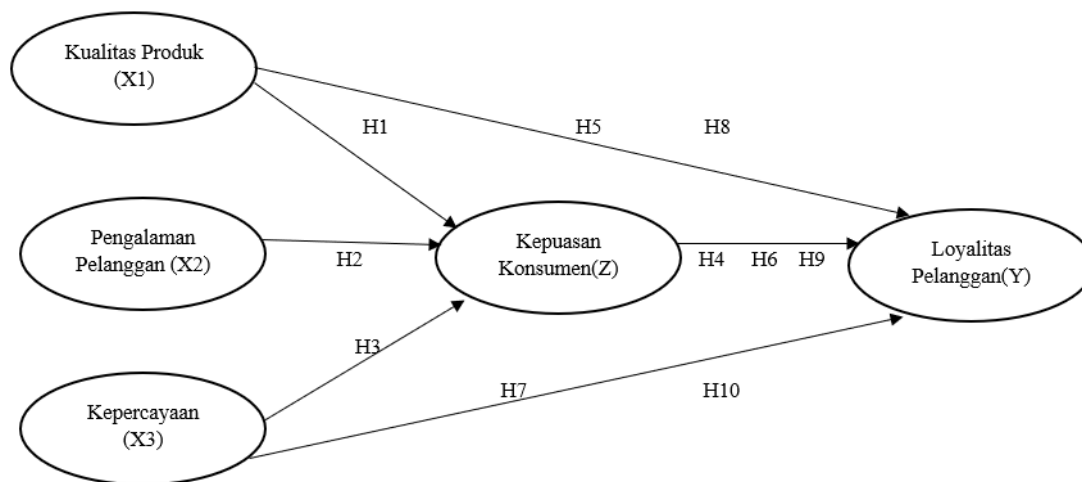 Kualitas Produk
(X1)
H1
H5
H8
Pengalaman
Pelanggan (X2)
H2
Kepuasan
Konsumen(Z)
H4
H6
H9
Loyalitas
Pelanggan(Y)
H3
Kepercayaan
(X3)
H7
H10